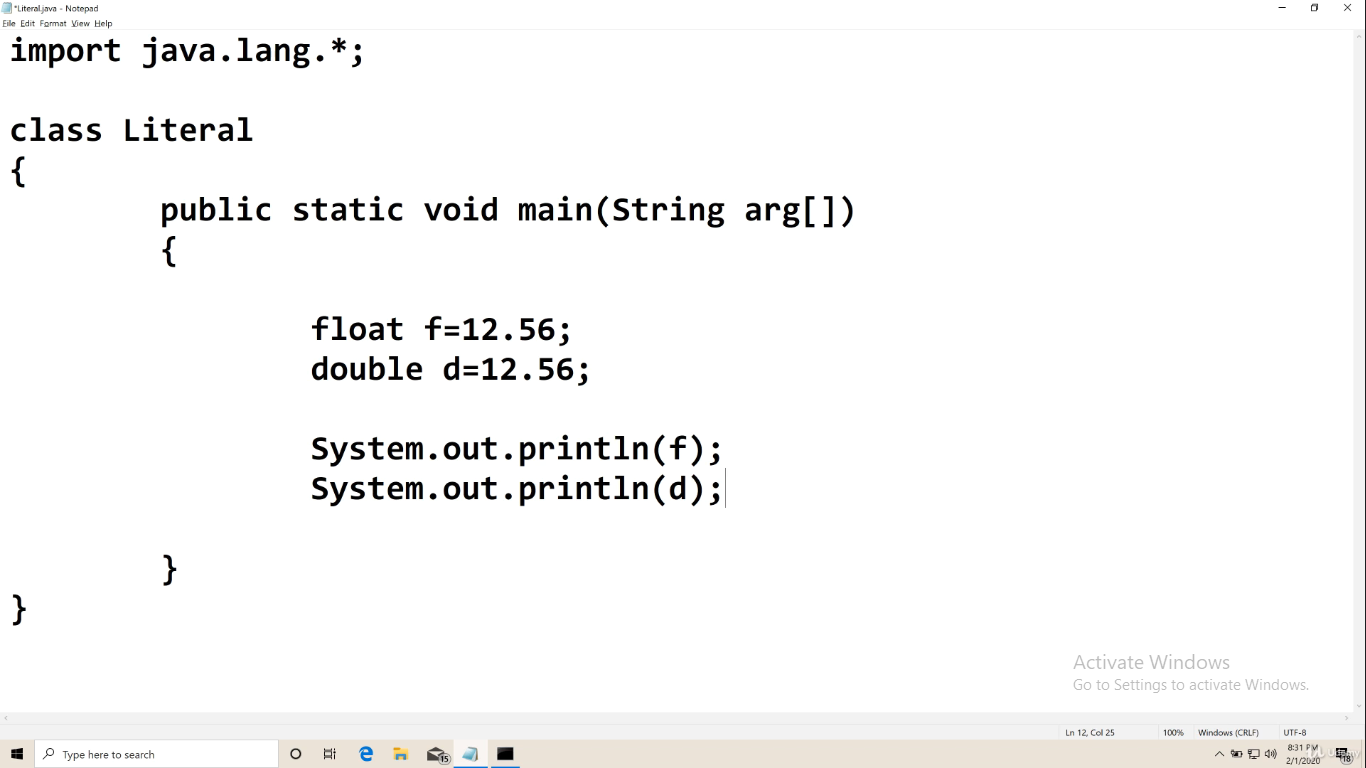 *Literal.java - Notepad
File Edit Format View Help
import java.lang.*;
class Literal
{
public static void main(String arg[])
{
float f=12.56;
double d=12.56;
System.out.println(f);
System.out.println(d);
}
}
Activate Windows
Go to Settings to activate Windows.
Ln 12, Col 25 100% Windows (CRLF) UTF-8
Type here to search
15
8:31 PM
2/1/2020
18